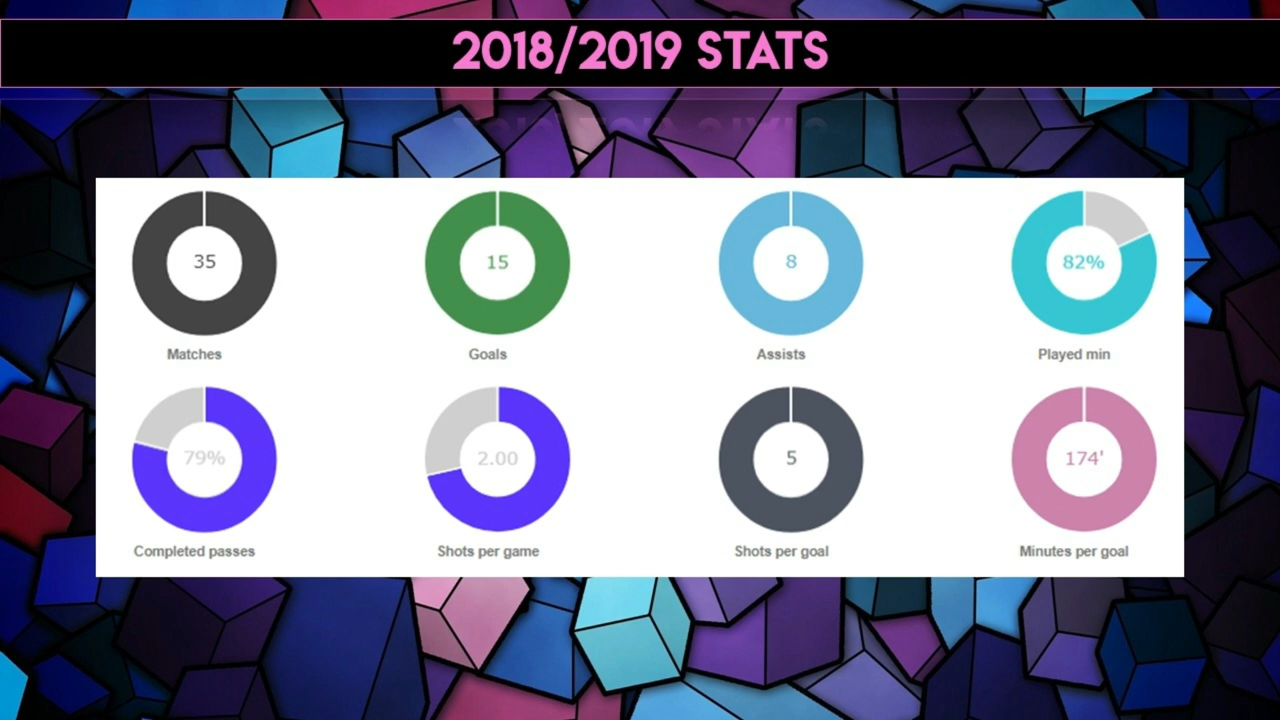 2018/2019 STATS
35
15
8
82%
Matches
Goals
Assists
Played min
79%
2.00
5
174'
Completed passes
Shots per game
Shots per goal
Minutes per goal